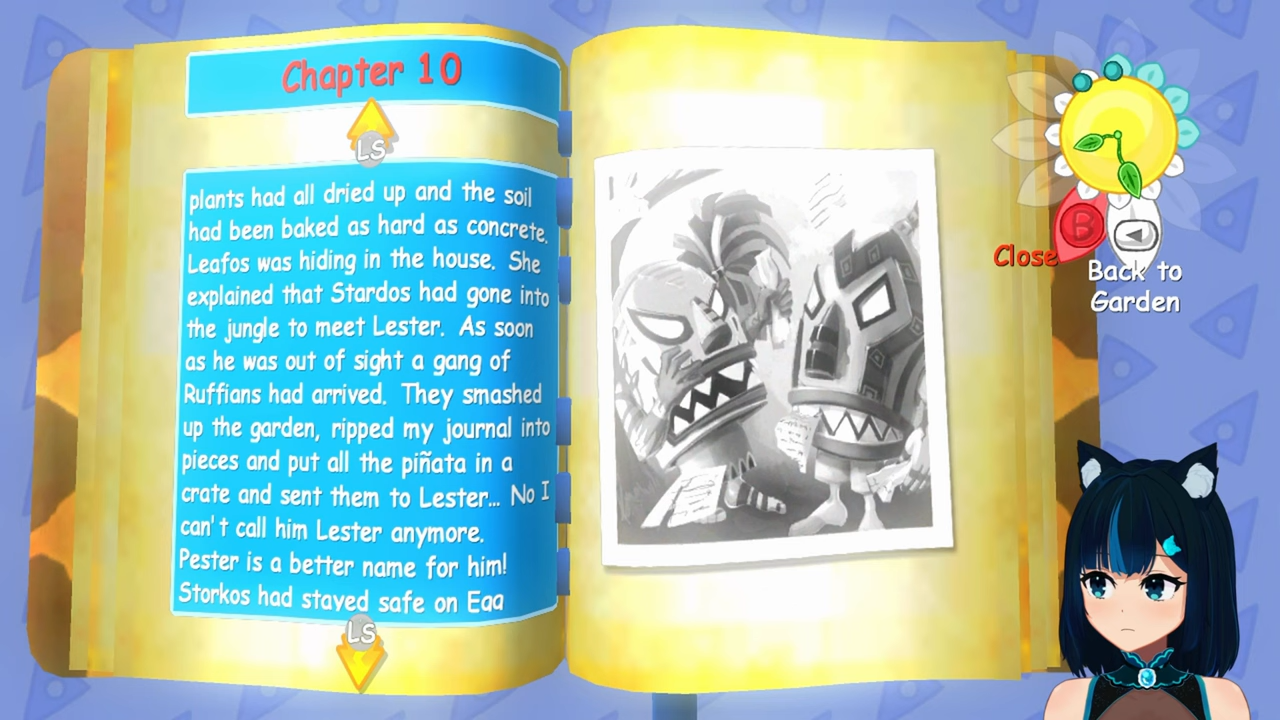 Chapter 10
LS
plants had all dried up and the soil
had been baked as hard as concrete.
Leafos was hiding in the house. She
explained that Stardos had gone into
the jungle to meet Lester. As soon
as he was out of sight a gang of
Ruffians had arrived. They smashed
up the garden, ripped my journal into
pieces and put all the piñata in a
crate and sent them to Lester... No I
can't call him Lester anymore.
Pester is a better name for him!
Storkos had stayed safe on Egg
LS
B
Close
Back to
Garden